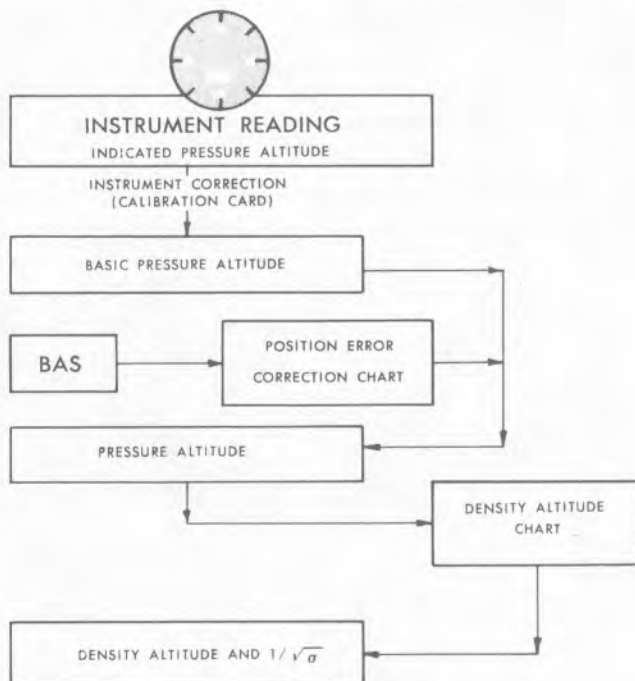 INSTRUMENT READING
INDICATED PRESSURE ALTITUDE
INSTRUMENT CORRECTION
(CALIBRATION CARD)
BASIC PRESSURE ALTITUDE
BAS
POSITION ERROR
CORRECTION CHART
PRESSURE ALTITUDE
DENSITY ALTITUDE
CHART
DENSITY ALTITUDE AND 1/√σ